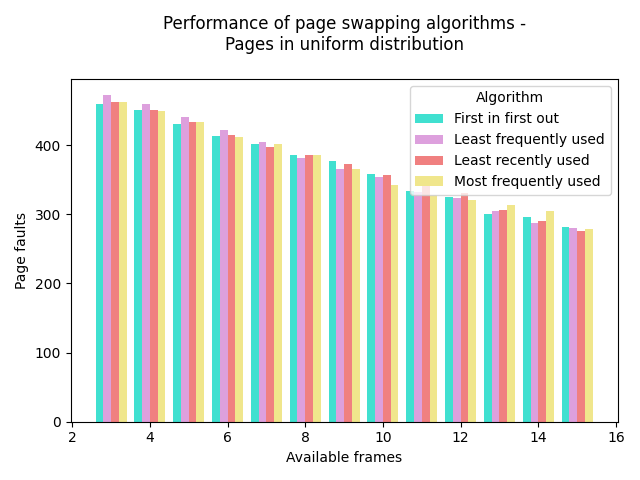 Performance of page swapping algorithms -
Pages in uniform distribution
Algorithm
First in first out
Least frequently used
Least recently used
Most frequently used
Page faults
400
300
200
100
0
2 4 6 8 10 12 14 16
Available frames